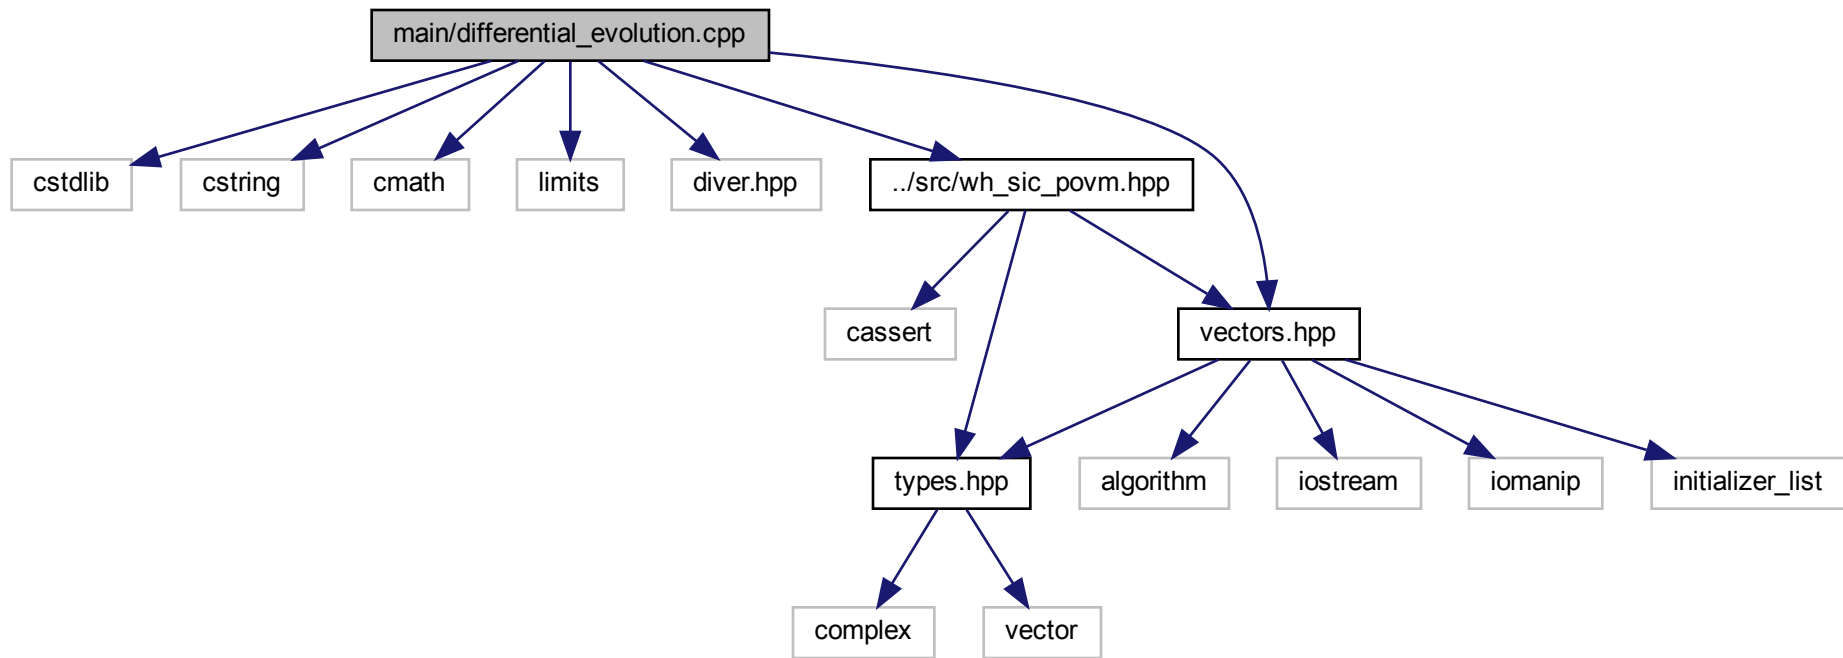 main/differential_evolution.cpp
cstdlib
cstring
cmath
limits
diver.hpp
../src/wh_sic_povm.hpp
cassert
vectors.hpp
types.hpp
algorithm
iostream
iomanip
initializer_list
complex
vector